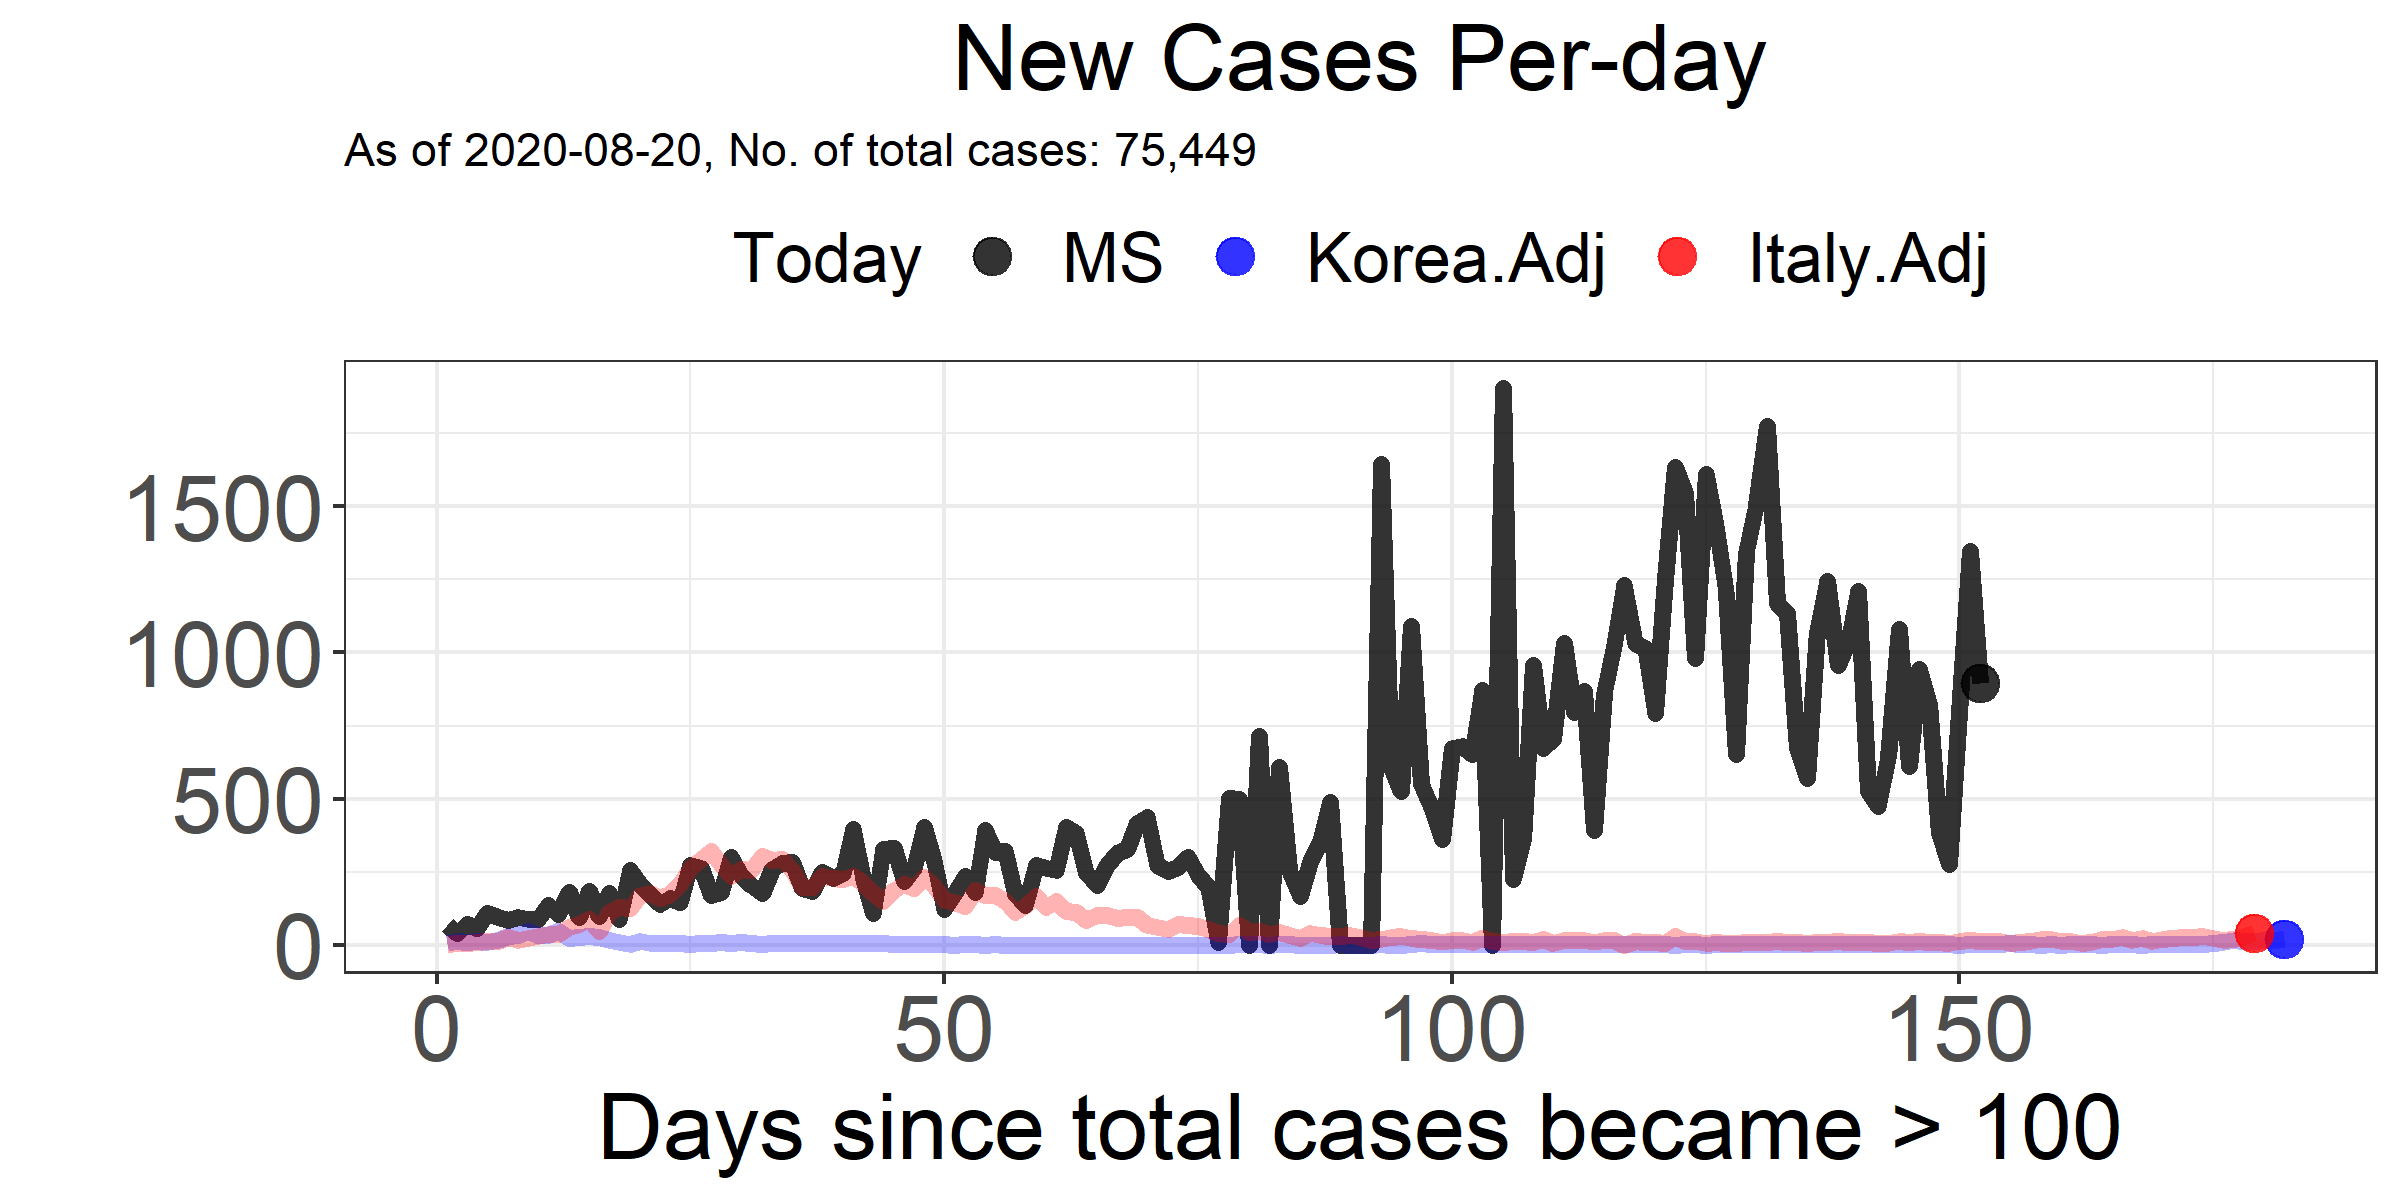 New Cases Per-day
As of 2020-08-20, No. of total cases: 75,449
Today MS Korea.Adj Italy.Adj
1500
1000
500
0
0 50 100 150
Days since total cases became > 100